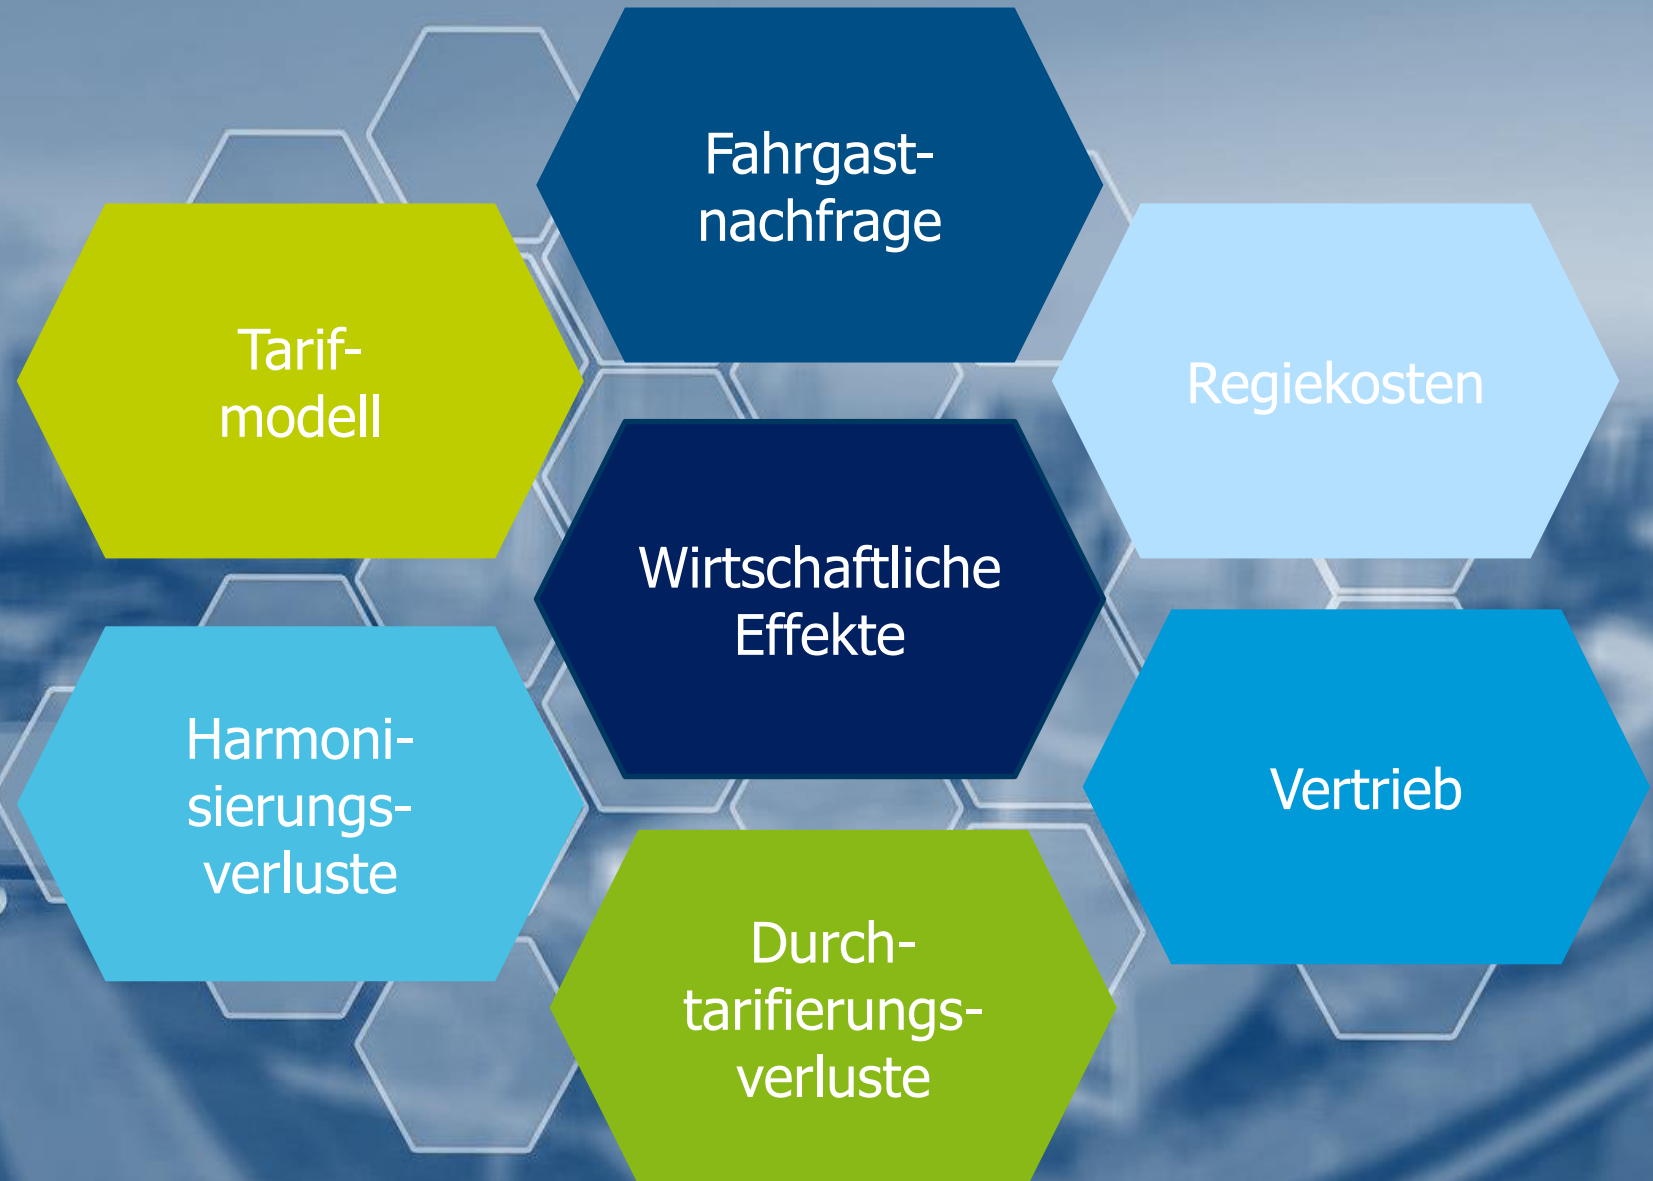 Fahrgast-
nachfrage
Tarif-
modell
Regiekosten
Wirtschaftliche
Effekte
Harmoni-
sierungs-
verluste
Vertrieb
Durch-
tarifierungs-
verluste